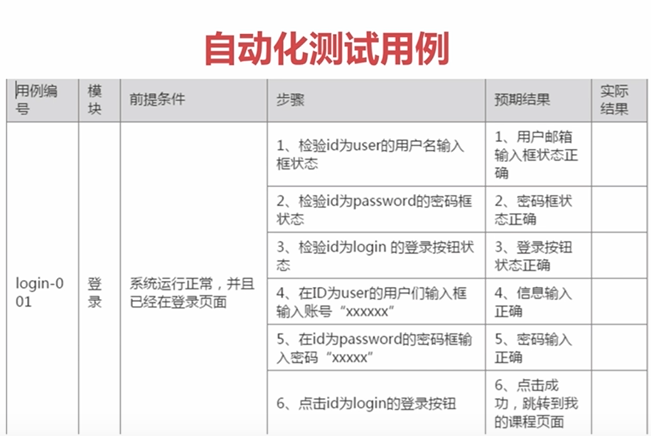 自动化测试用例
用例编
号
模
块
前提条件
步骤
预期结果
实际
结果
login-0
01
登
录
系统运行正常，并且
已经在登录页面
1、检验id为user的用户名输入
框状态
1、用户邮箱
输入框状态正
确
2、检验id为password的密码框
状态
2、密码框状
态正确
3、检验id为login 的登录按钮状
态
3、登录按钮
状态正确
4、在ID为user的用户们输入框
输入账号“xxxxxx”
4、信息输入
正确
5、在id为password的密码框输
入密码“xxxxx”
5、密码输入
正确
6、点击id为login的登录按钮
6、点击成
功，跳转到我
的课程页面